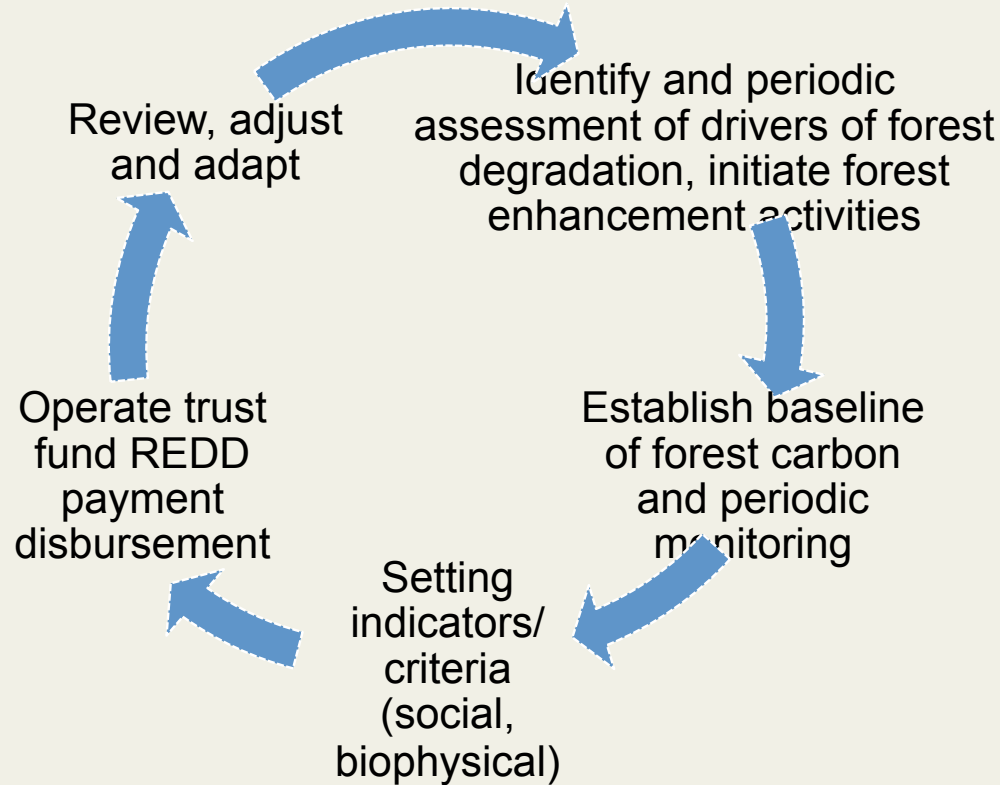 Identify and periodic
assessment of drivers of forest
degradation, initiate forest
enhancement activities
Establish baseline
of forest carbon
and periodic
monitoring
Setting
indicators/
criteria
(social,
biophysical)
Operate trust
fund REDD
payment
disbursement
Review, adjust
and adapt